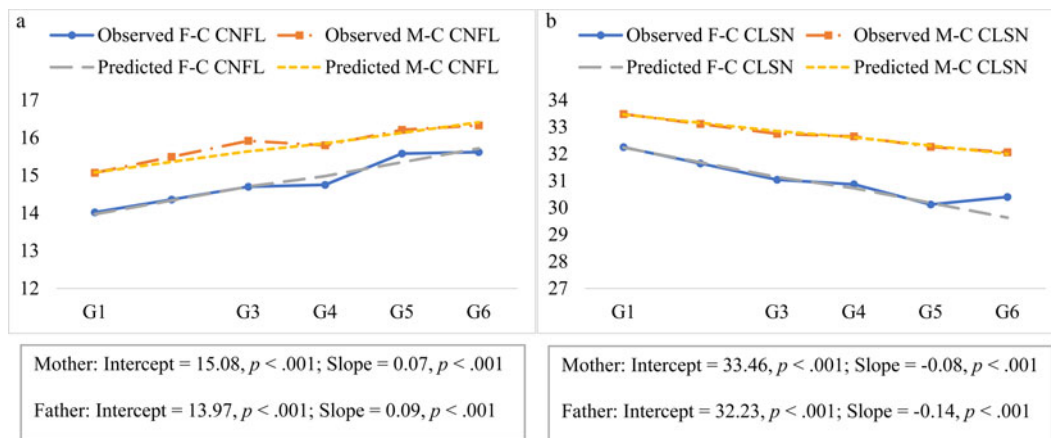 a
Observed F-C CNFL Observed M-C CNFL
Predicted F-C CNFL Predicted M-C CNFL
17
16
15
14
13
12
G1 G3 G4 G5 G6
Mother: Intercept = 15.08, p < .001; Slope = 0.07, p < .001
Father: Intercept = 13.97, p < .001; Slope = 0.09, p < .001
b
Observed F-C CLSN Observed M-C CLSN
Predicted F-C CLSN Predicted M-C CLSN
34
33
32
31
30
29
28
27
G1 G3 G4 G5 G6
Mother: Intercept = 33.46, p < .001; Slope = -0.08, p < .001
Father: Intercept = 32.23, p < .001; Slope = -0.14, p < .001